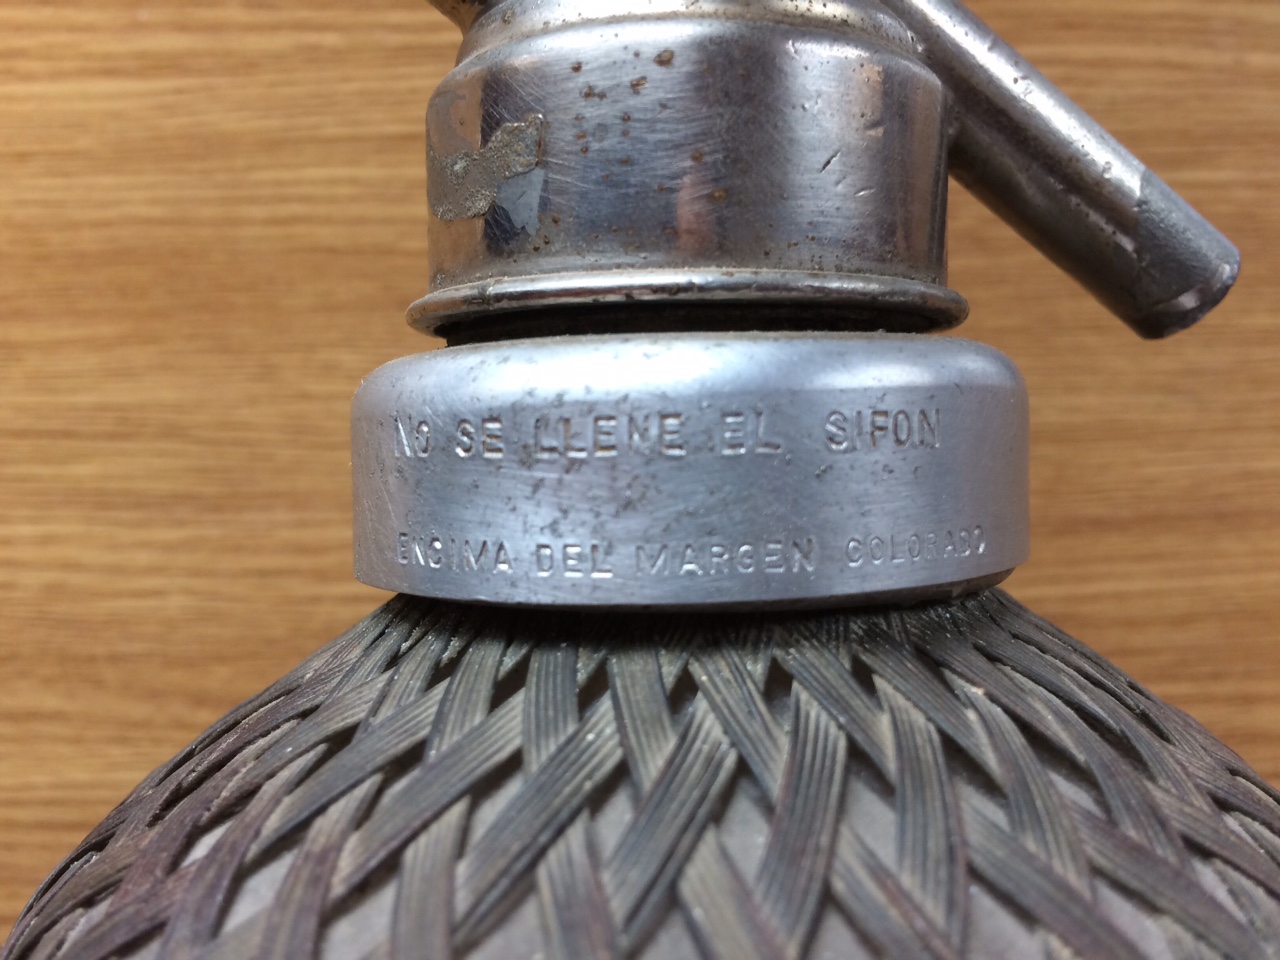 No SE LLENE EL SIFON
ENCIMA DEL MARGEN COLORADO